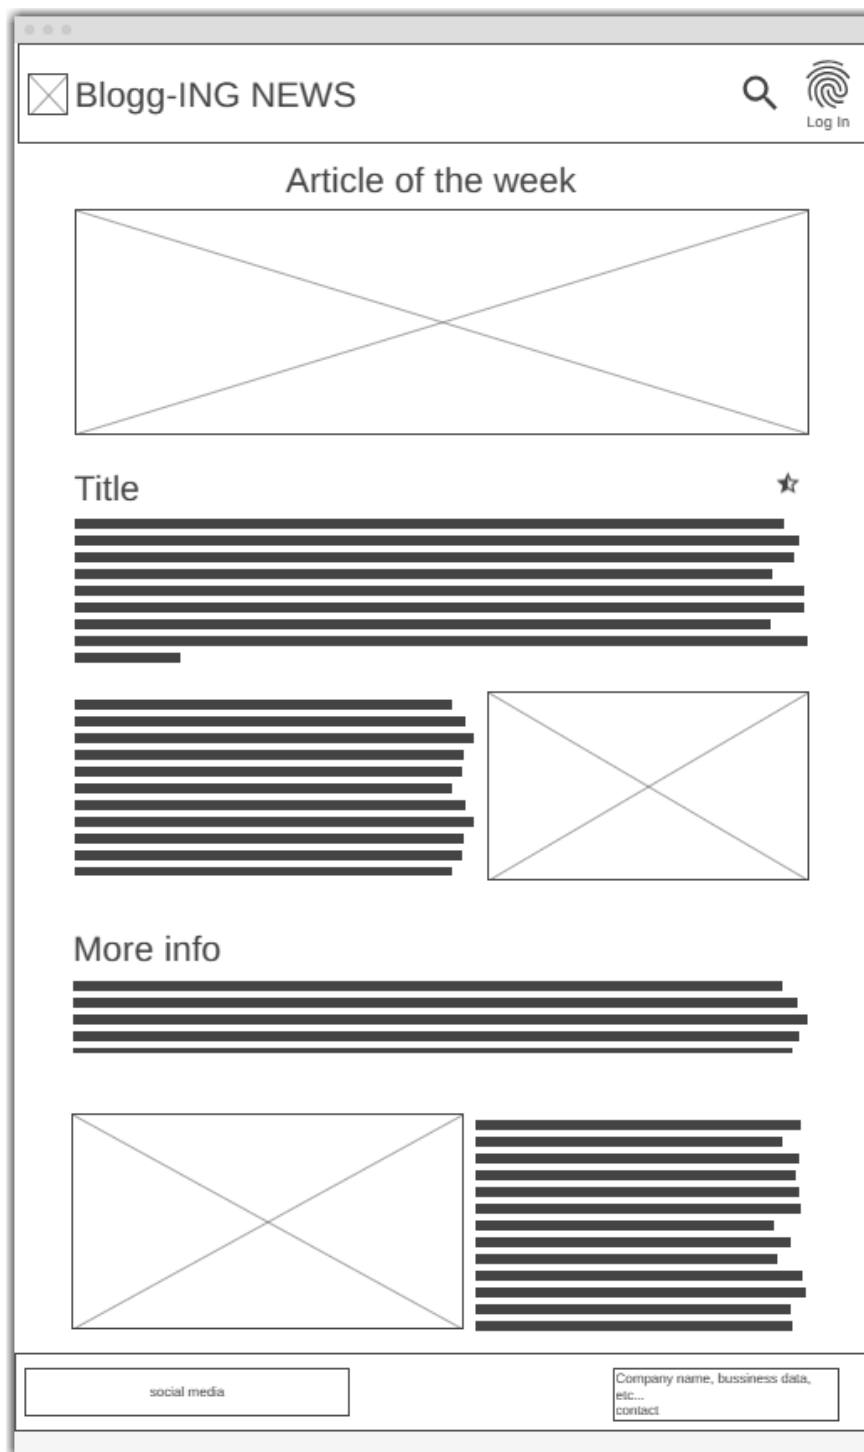 Blogg-ING NEWS
Log In
Article of the week
Title
More info
social media
Company name, bussiness data,
etc...
contact